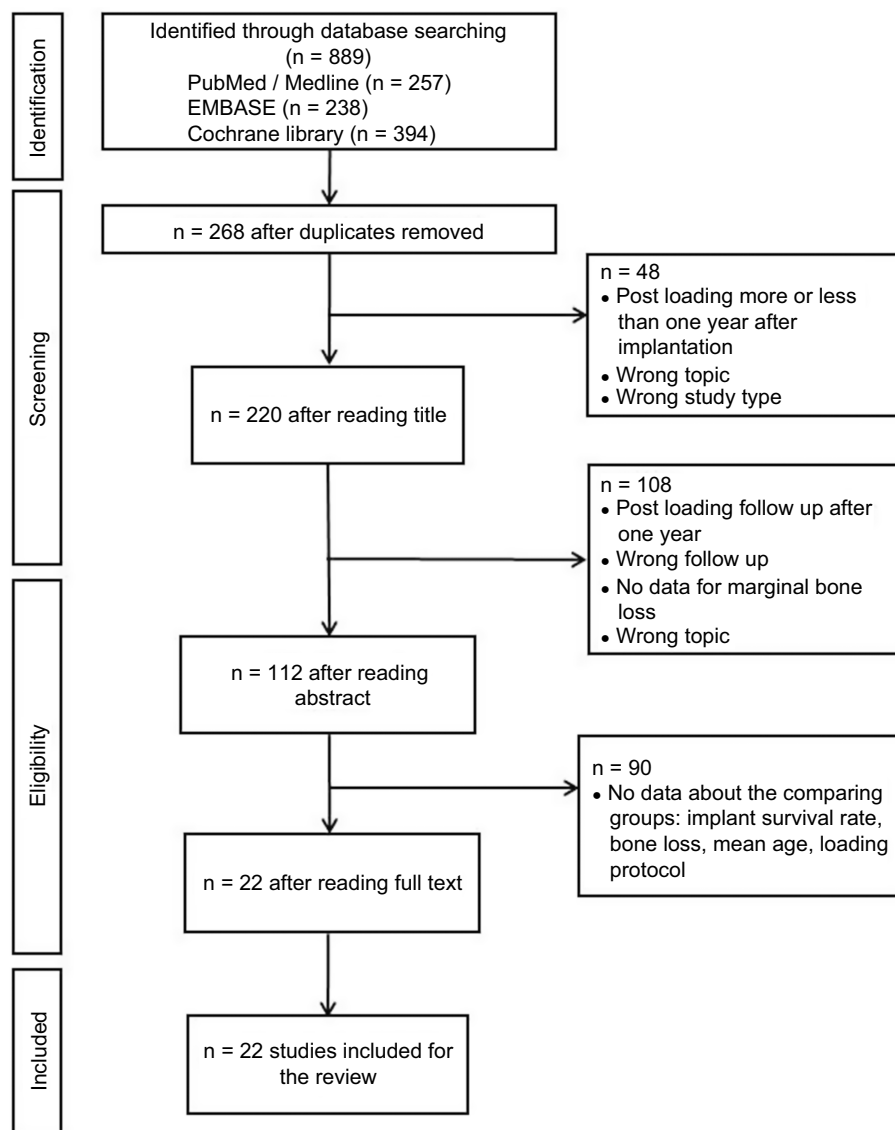 Identification
Identified through database searching
(n = 889)
PubMed / Medline (n = 257)
EMBASE (n = 238)
Cochrane library (n = 394)
Screening
n = 268 after duplicates removed
n = 48
• Post loading more or less
than one year after
implantation
• Wrong topic
• Wrong study type
n = 220 after reading title
n = 108
• Post loading follow up after
one year
• Wrong follow up
• No data for marginal bone
loss
• Wrong topic
Eligibility
n = 112 after reading
abstract
n = 90
• No data about the comparing
groups: implant survival rate,
bone loss, mean age, loading
protocol
n = 22 after reading full text
Included
n = 22 studies included for
the review